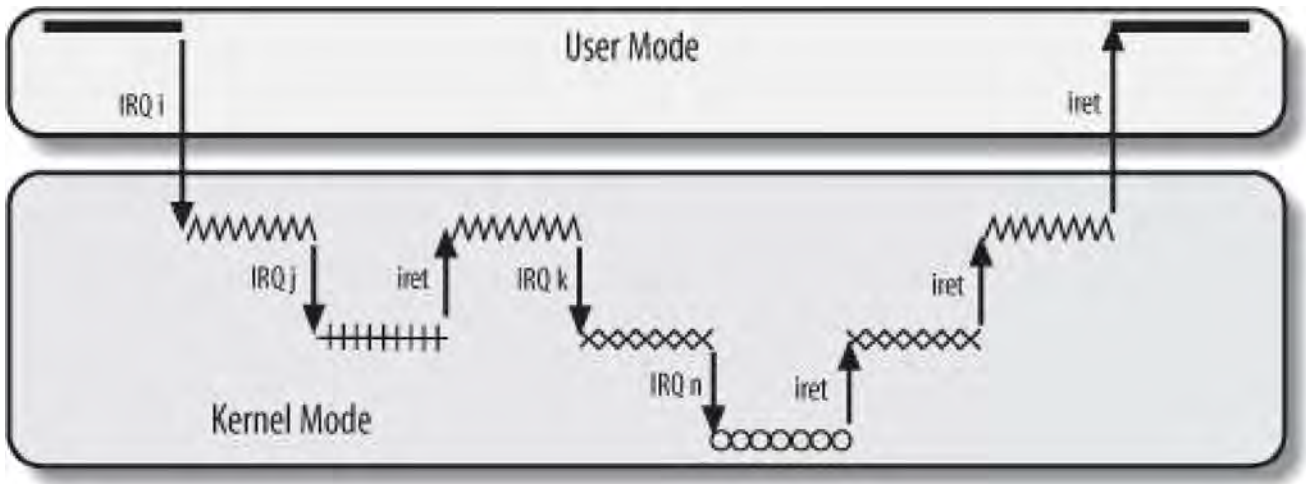 User Mode
IRQ i
iret
IRQ j
iret
IRQ k
iret
IRQ n
iret
Kernel Mode